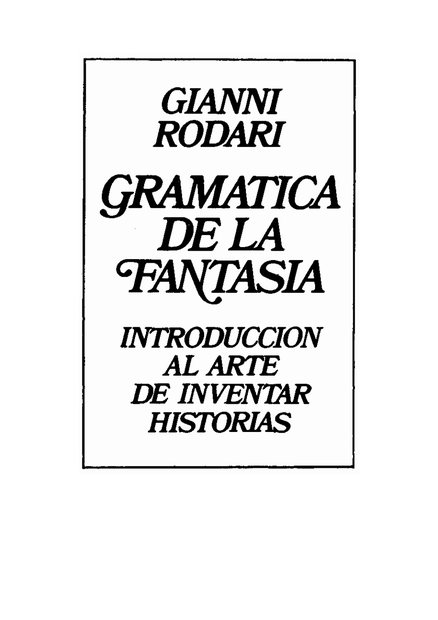 GIANNI
RODARI
GRAMATICA
DE LA
FANTASIA
INTRODUCCION
AL ARTE
DE INVENTAR
HISTORIAS